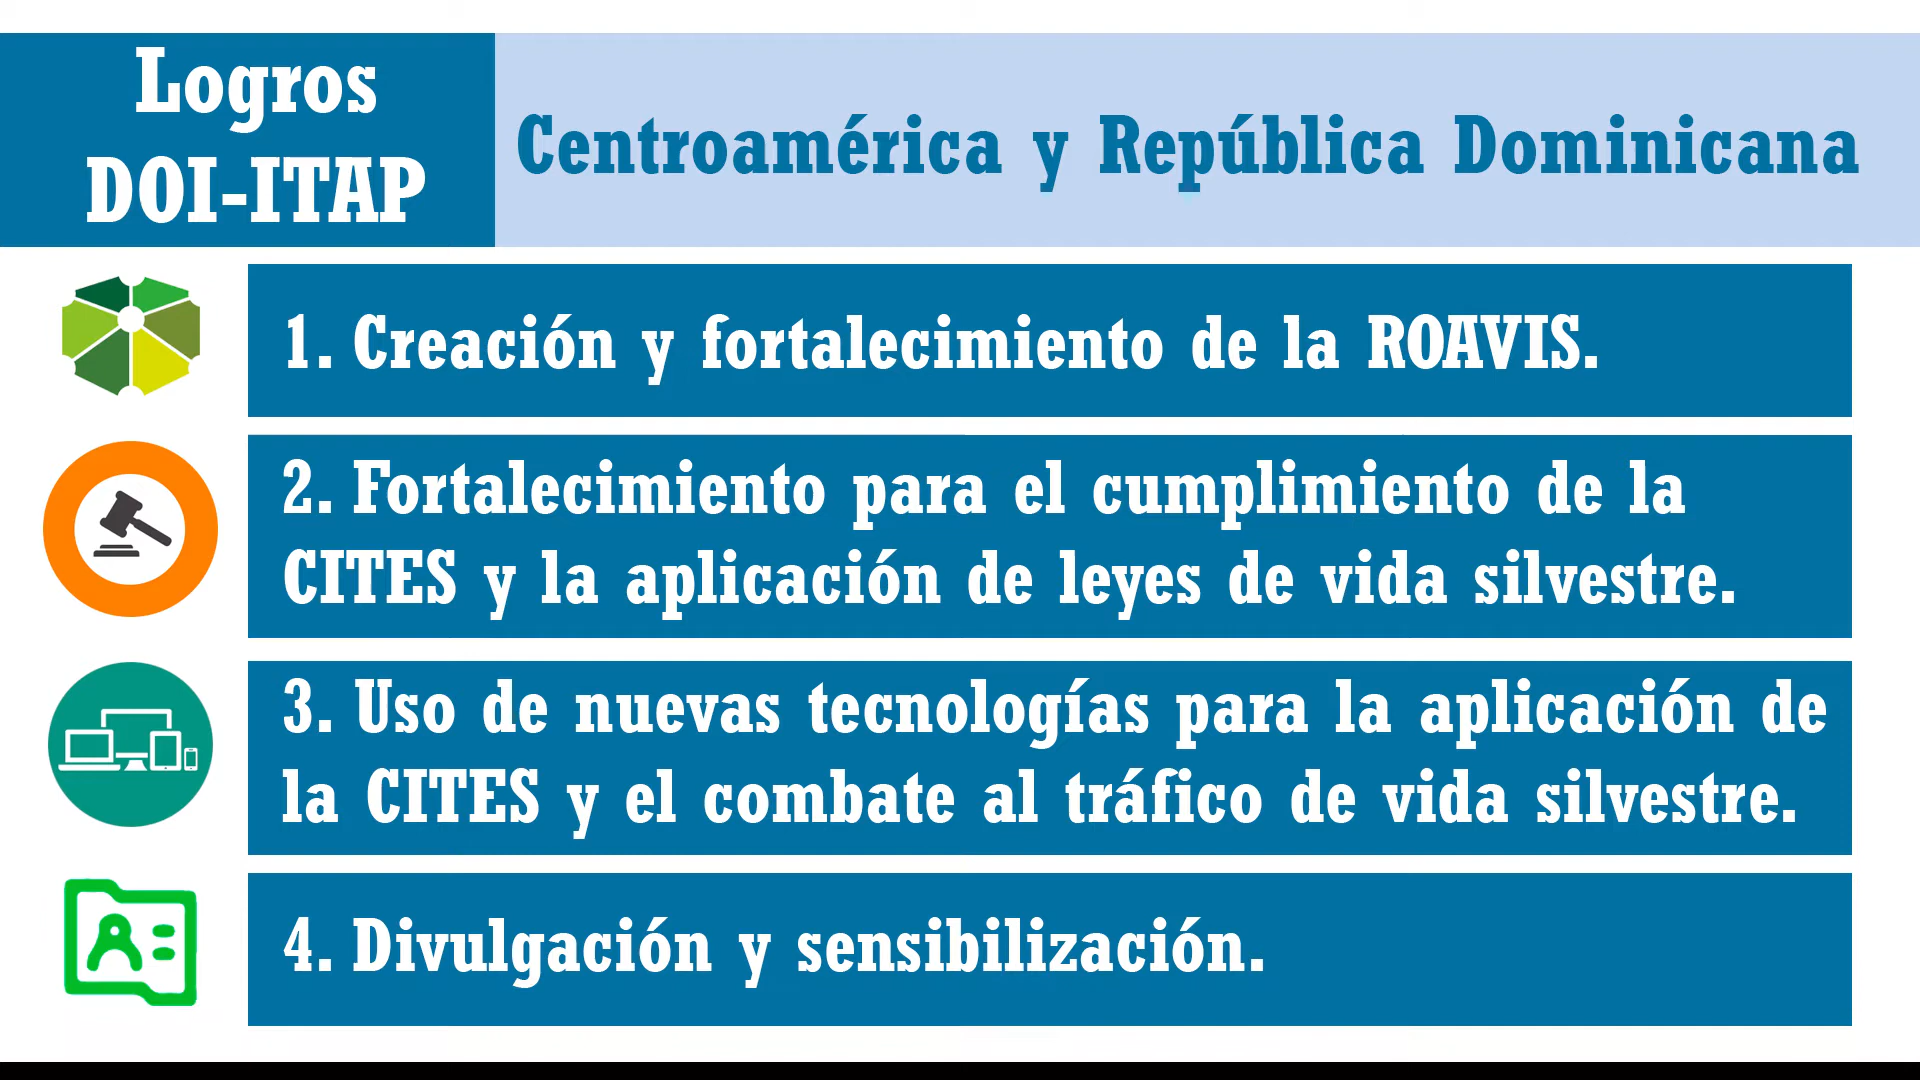 Logros
DOI-ITAP
Centroamérica y República Dominicana
1. Creación y fortalecimiento de la ROAVIS.
2. Fortalecimiento para el cumplimiento de la
CITES y la aplicación de leyes de vida silvestre.
3. Uso de nuevas tecnologías para la aplicación de
la CITES y el combate al tráfico de vida silvestre.
4. Divulgación y sensibilización.